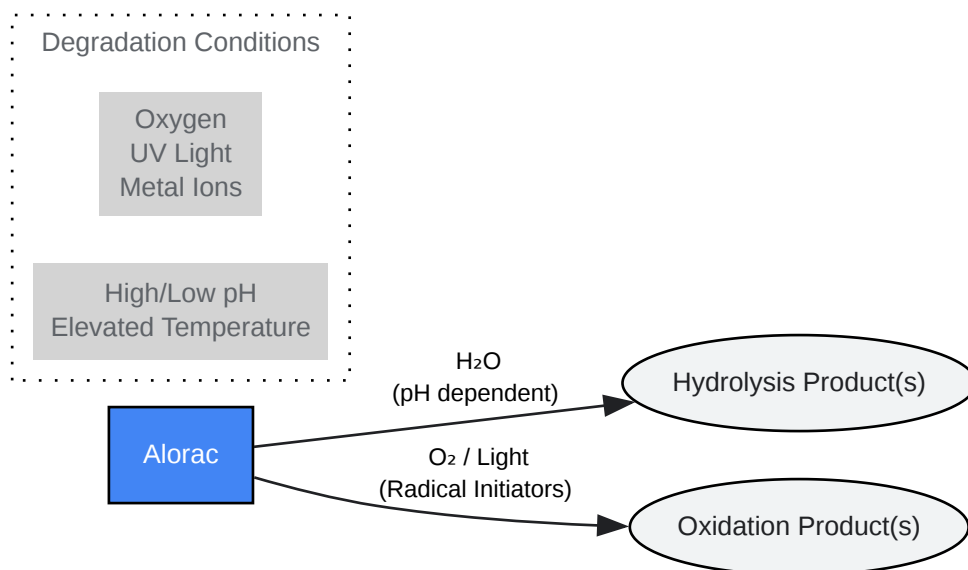 Degradation Conditions
Oxygen
UV Light
Metal Ions
High/Low pH
Elevated Temperature
H₂O
(pH dependent)
Hydrolysis Product(s)
Alorac
O₂ / Light
(Radical Initiators)
Oxidation Product(s)